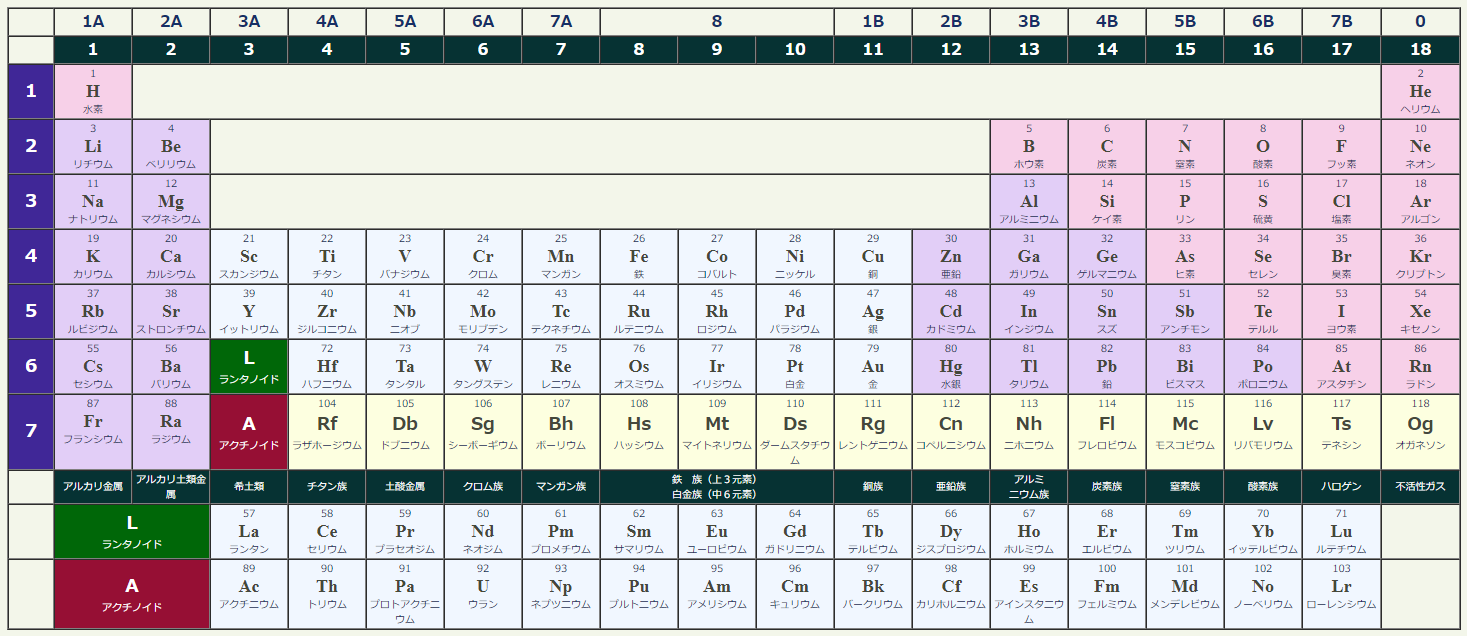 1A 2A 3A 4A 5A 6A 7A 8 1B 2B 3B 4B 5B 6B 7B 0
1 2 3 4 5 6 7 8 9 10 11 12 13 14 15 16 17 18
1
1 2
H He
水素 ヘリウム
2
3 4 5 6 7 8 9 10
Li Be B C N O F Ne
リチウム ベリリウム ホウ素 炭素 窒素 酸素 フッ素 ネオン
3
11 12 13 14 15 16 17 18
Na Mg Al Si P S Cl Ar
ナトリウム マグネシウム アルミニウム ケイ素 リン 硫黄 塩素 アルゴン
4
19 20 21 22 23 24 25 26 27 28 29 30 31 32 33 34 35 36
K Ca Sc Ti V Cr Mn Fe Co Ni Cu Zn Ga Ge As Se Br Kr
カリウム カルシウム スカンジウム チタン バナジウム クロム マンガン 鉄 コバルト ニッケル 銅 亜鉛 ガリウム ゲルマニウム ヒ素 セレン 臭素 クリプトン
5
37 38 39 40 41 42 43 44 45 46 47 48 49 50 51 52 53 54
Rb Sr Y Zr Nb Mo Tc Ru Rh Pd Ag Cd In Sn Sb Te I Xe
ルビジウム ストロンチウム イットリウム ジルコニウム ニオブ モリブデン テクネチウム ルテニウム ロジウム パラジウム 銀 カドミウム インジウム スズ アンチモン テルル ヨウ素 キセノン
6
55 56 72 73 74 75 76 77 78 79 80 81 82 83 84 85 86
Cs Ba L Hf Ta W Re Os Ir Pt Au Hg Tl Pb Bi Po At Rn
セシウム バリウム ランタノイド ハフニウム タンタル タングステン レニウム オスミウム イリジウム 白金 金 水銀 タリウム 鉛 ビスマス ポロニウム アスタチン ラドン
7
87 88 104 105 106 107 108 109 110 111 112 113 114 115 116 117 118
Fr Ra A Rf Db Sg Bh Hs Mt Ds Rg Cn Nh Fl Mc Lv Ts Og
フランシウム ラジウム アクチノイド ラザホージウム ドブニウム シーボーギウム ボーリウム ハッシウム マイトネリウム ダームスタチウム レントゲニウム コペルニシウム ニホニウム フレロビウム モスコビウム リバモリウム テネシン オガネソン
アルカリ金属 アルカリ土類金属 希土類 チタン族 土酸金属 クロム族 マンガン族 鉄 族（上３元素） 白金族（中６元素） 銅族 亜鉛族 アルミニウム族 炭素族 窒素族 酸素族 ハロゲン 不活性ガス
57 58 59 60 61 62 63 64 65 66 67 68 69 70 71
L La Ce Pr Nd Pm Sm Eu Gd Tb Dy Ho Er Tm Yb Lu
ランタノイド ランタン セリウム プラセオジム ネオジム プロメチウム サマリウム ユーロピウム ガドリニウム テルビウム ジスプロジウム ホルミウム エルビウム ツリウム イッテルビウム ルテチウム
89 90 91 92 93 94 95 96 97 98 99 100 101 102 103
A Ac Th Pa U Np Pu Am Cm Bk Cf Es Fm Md No Lr
アクチノイド アクチニウム トリウム プロトアクチニウム ウラン ネプツニウム プルトニウム アメリシウム キュリウム バークリウム カリホルニウム アインスタニウム フェルミウム メンデレビウム ノーベリウム ローレンシウム